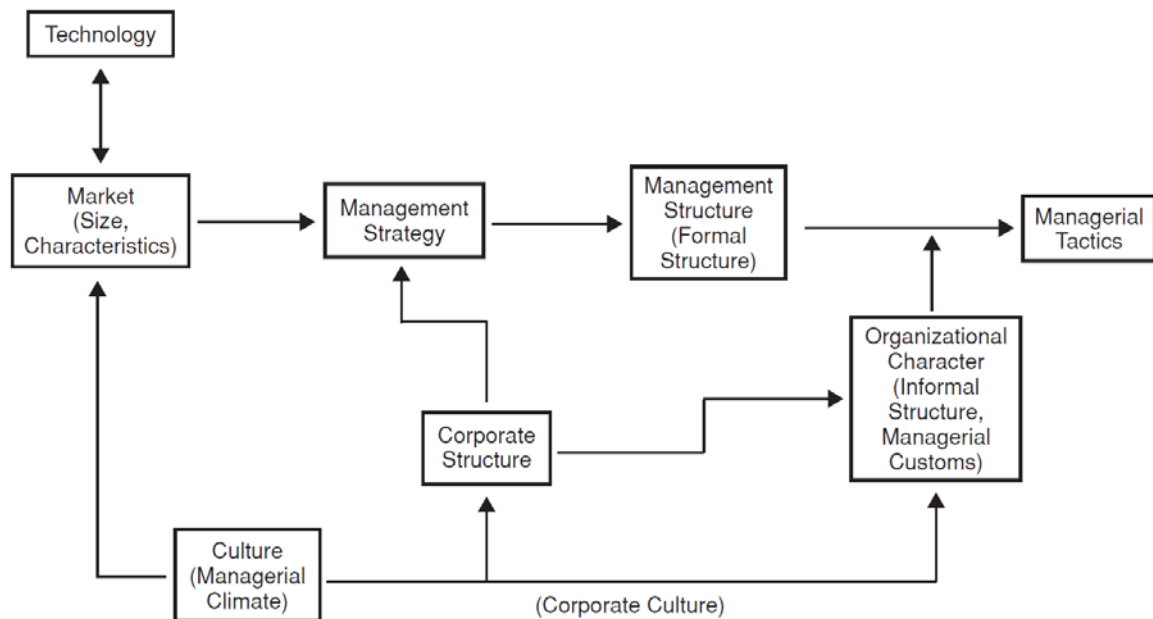 Technology
Market
(Size,
Characteristics)
Management
Strategy
Management
Structure
(Formal
Structure)
Managerial
Tactics
Organizational
Character
(Informal
Structure,
Managerial
Customs)
Corporate
Structure
Culture
(Managerial
Climate)
(Corporate Culture)